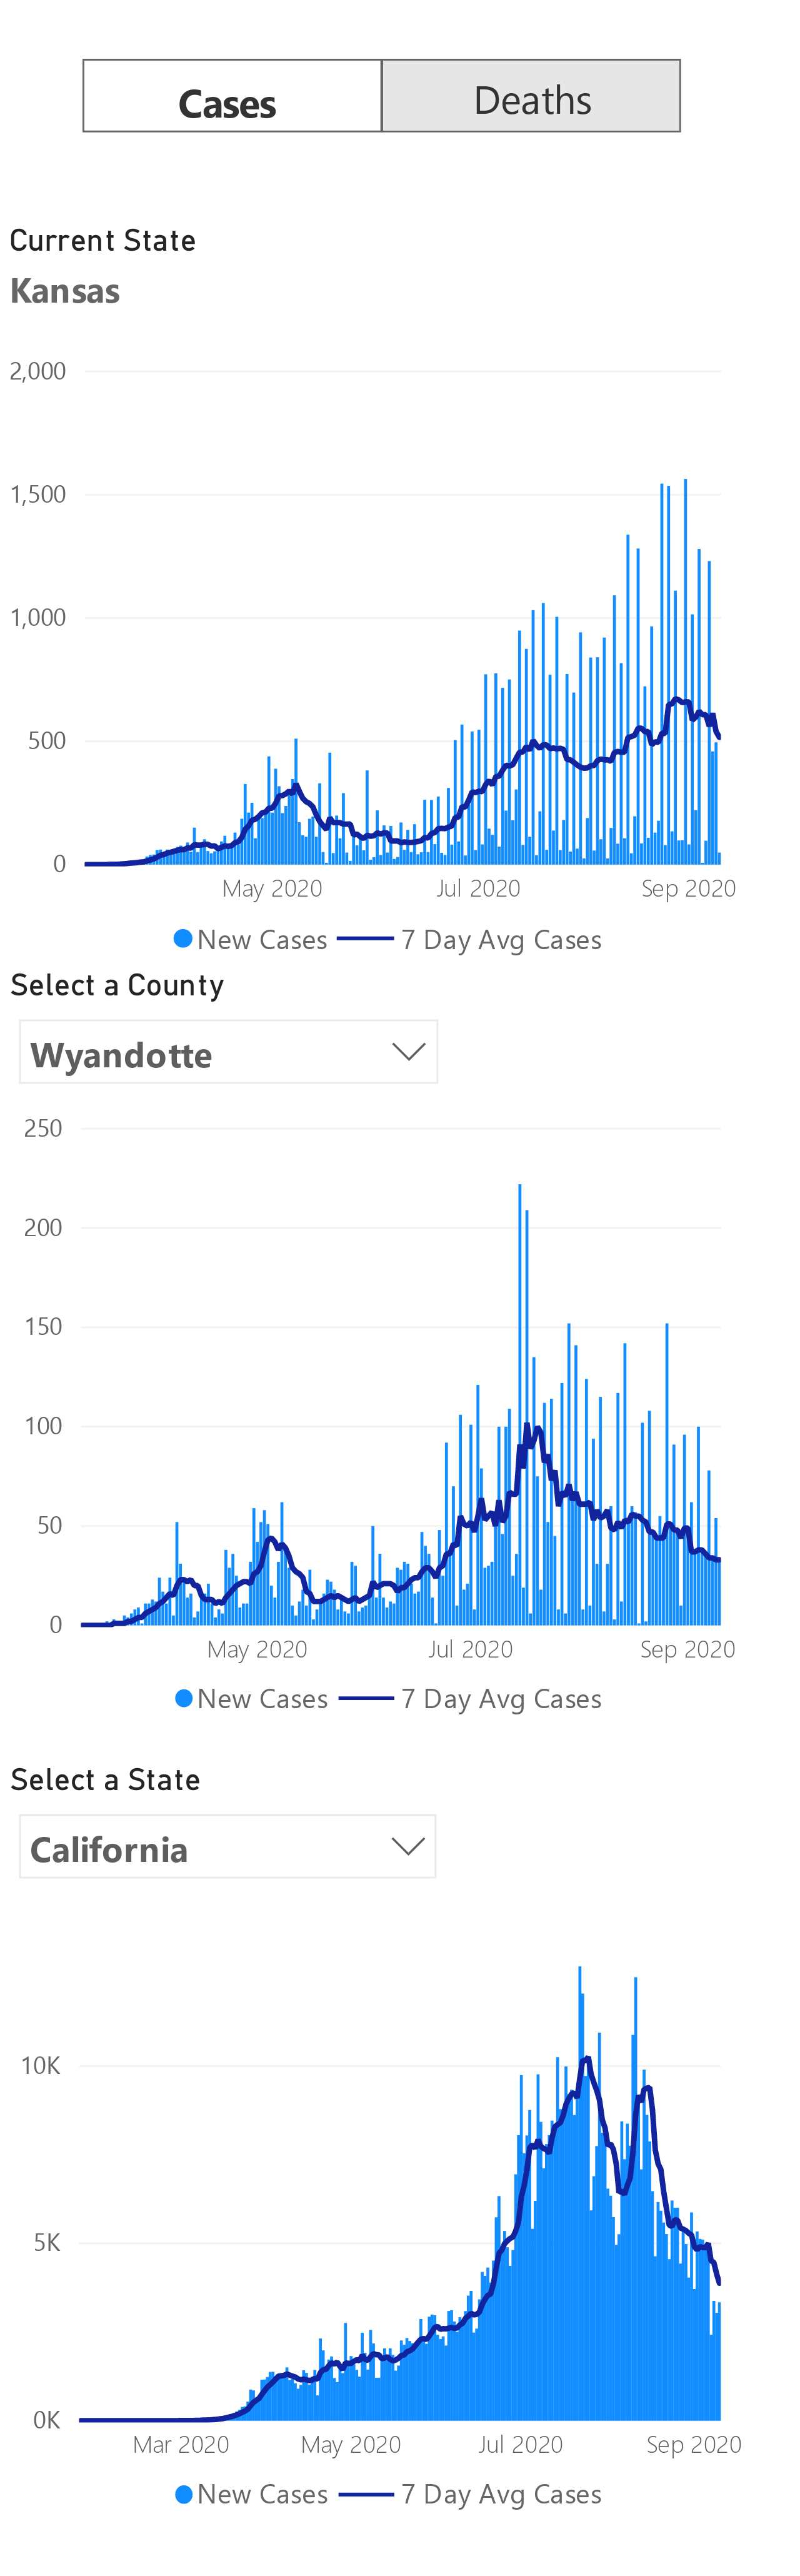 Cases Deaths
Current State
Kansas
2,000
1,500
1,000
500
0
May 2020 Jul 2020 Sep 2020
New Cases 7 Day Avg Cases
Select a County
Wyandotte
250
200
150
100
50
0
May 2020 Jul 2020 Sep 2020
New Cases 7 Day Avg Cases
Select a State
California
10K
5K
0K
Mar 2020 May 2020 Jul 2020 Sep 2020
New Cases 7 Day Avg Cases